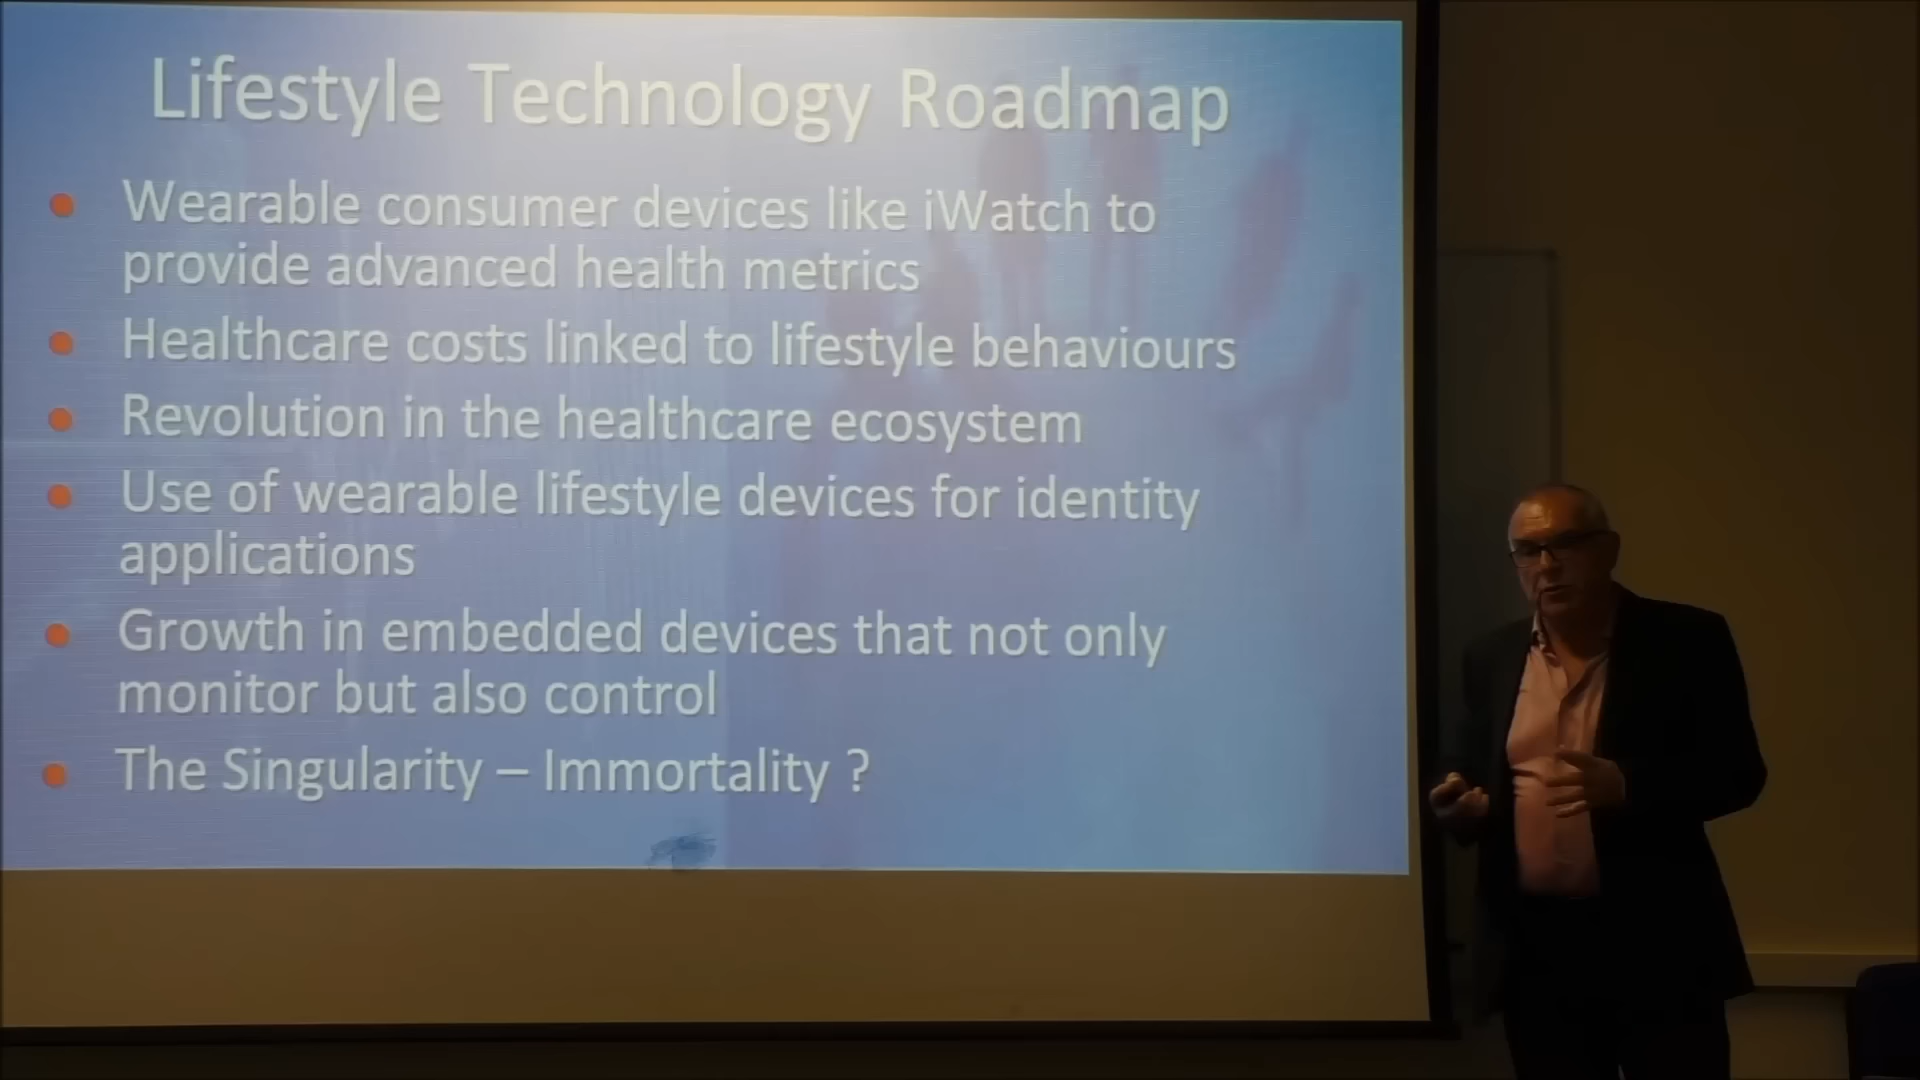 Lifestyle Technology Roadmap
• Wearable consumer devices like iWatch to
provide advanced health metrics
• Healthcare costs linked to lifestyle behaviours
• Revolution in the healthcare ecosystem
• Use of wearable lifestyle devices for identity
applications
• Growth in embedded devices that not only
monitor but also control
• The Singularity – Immortality ?